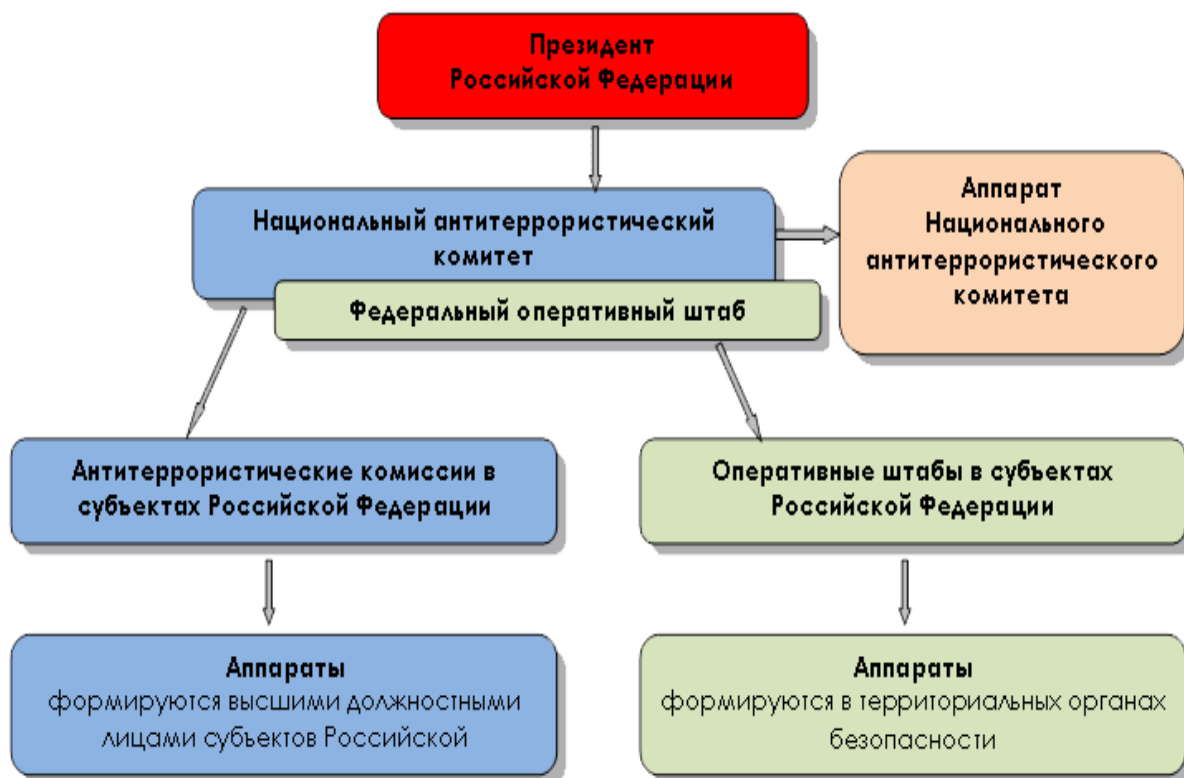 Президент
Российской Федерации
Национальный антитеррористический
комитет
Аппарат
Национального
антитеррористического
комитета
Федеральный оперативный штаб
Антитеррористические комиссии в
субъектах Российской Федерации
Оперативные штабы в субъектах
Российской Федерации
Аппараты
формируются высшими должностными
лицами субъектов Российской
Аппараты
формируются в территориальных органах
безопасности